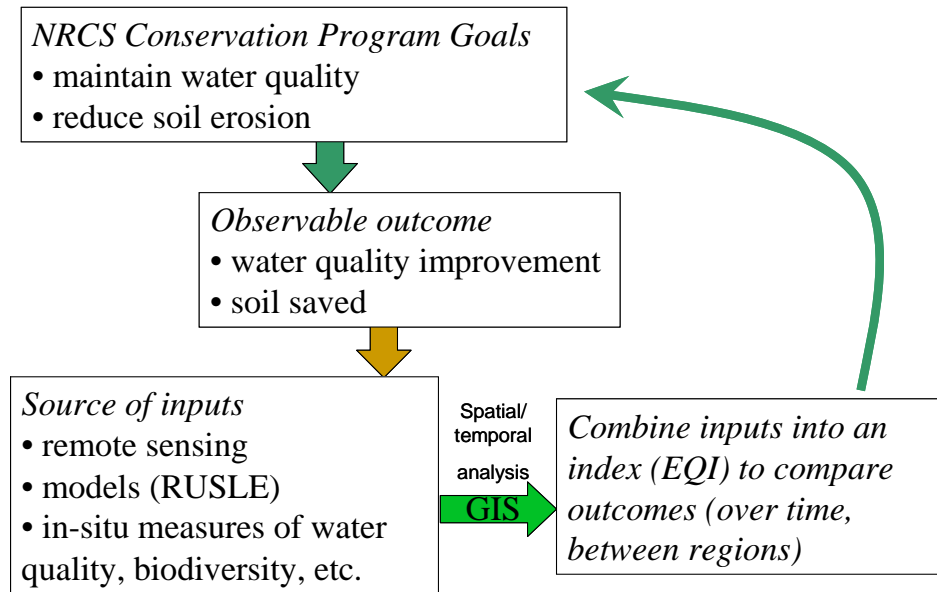 NRCS Conservation Program Goals
• maintain water quality
• reduce soil erosion
Observable outcome
• water quality improvement
• soil saved
Source of inputs
• remote sensing
• models (RUSLE)
• in-situ measures of water
quality, biodiversity, etc.
Spatial/
temporal
analysis
GIS
Combine inputs into an
index (EQI) to compare
outcomes (over time,
between regions)